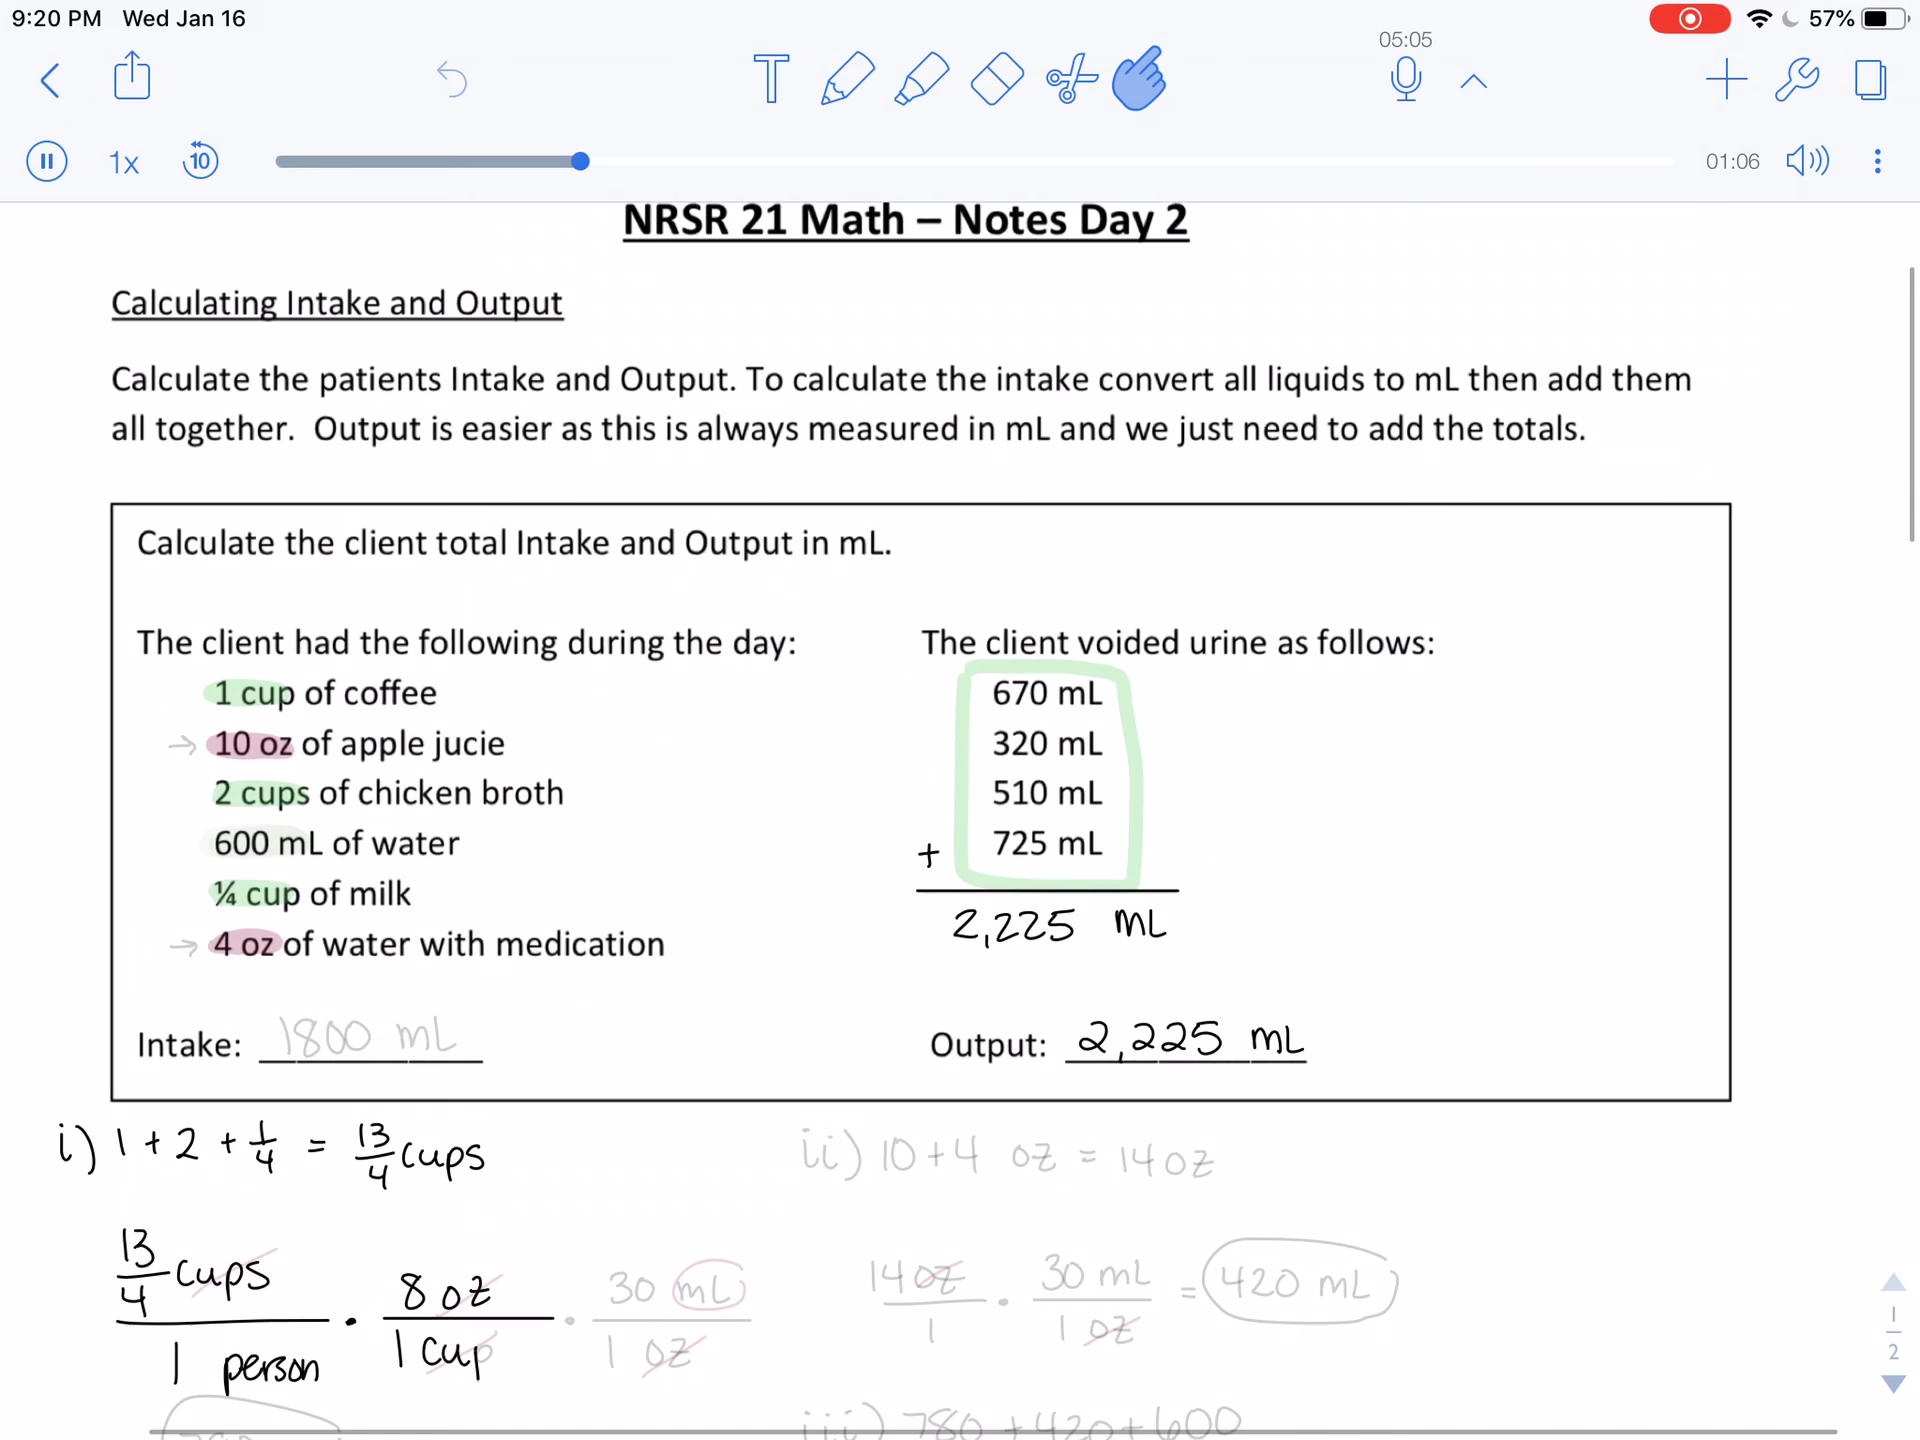 9:20 PM Wed Jan 16
57%
05:05
1x
10
01:06
NRSR 21 Math – Notes Day 2
Calculating Intake and Output
Calculate the patients Intake and Output. To calculate the intake convert all liquids to mL then add them
all together. Output is easier as this is always measured in mL and we just need to add the totals.
Calculate the client total Intake and Output in mL.
The client had the following during the day:
1 cup of coffee
→ 10 oz of apple jucie
2 cups of chicken broth
600 mL of water
¼ cup of milk
→ 4 oz of water with medication
Intake: 1800 mL
The client voided urine as follows:
670 mL
320 mL
510 mL
+ 725 mL
2,225 mL
Output: 2,225 mL
i) 1 + 2 + 1/4 = 13/4 cups
13/4 cups / 1 person · 8 oz / 1 cup · 30 mL / 1 oz
ii) 10 + 4 oz = 14 oz
14 oz / 1 · 30 mL / 1 oz = 420 mL
iii) 780 + 420 + 600
1
2